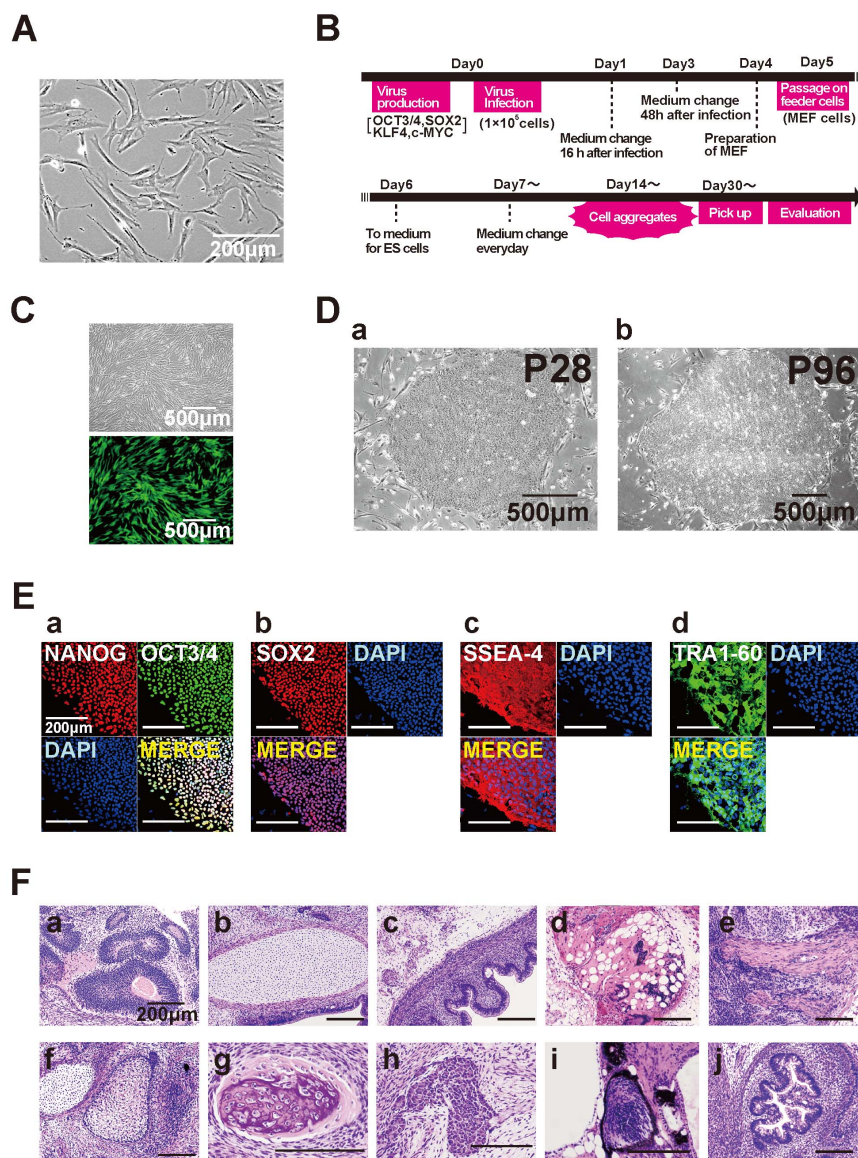 A
200μm
B
Day0
Day1
Day3
Day4
Day5
Virus
production
Virus
Infection
Passage on
feeder cells
[OCT3/4,SOX2
KLF4,c-MYC]
(1×10⁵cells)
(MEF cells)
Medium change
48h after infection
Medium change
16 h after infection
Preparation
of MEF
Day6
Day7~
Day14~
Day30~
Cell aggregates
Pick up
Evaluation
To medium
for ES cells
Medium change
everyday
C
500μm
500μm
D
a
b
P28
P96
500μm
500μm
E
a
b
c
d
NANOG
OCT3/4
SOX2
DAPI
SSEA-4
DAPI
TRA1-60
DAPI
200μm
DAPI
MERGE
MERGE
MERGE
MERGE
F
a
b
c
d
e
200μm
f
g
h
i
j